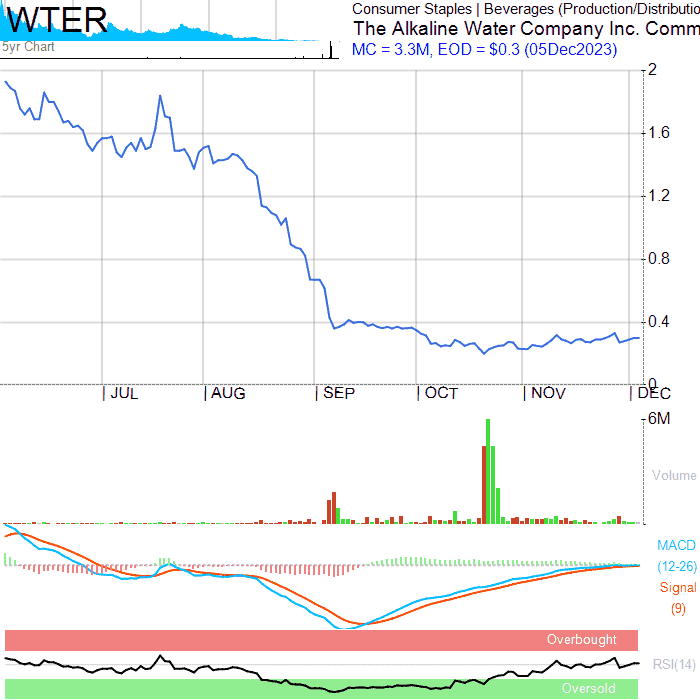 WTER
5yr Chart
Consumer Staples | Beverages (Production/Distributio
The Alkaline Water Company Inc. Comm
MC = 3.3M, EOD = $0.3 (05Dec2023)
2
1.6
1.2
0.8
0.4
0
JUL AUG SEP OCT NOV DEC
6M
Volume
MACD
(12-26)
Signal
(9)
Overbought
RSI(14)
Oversold